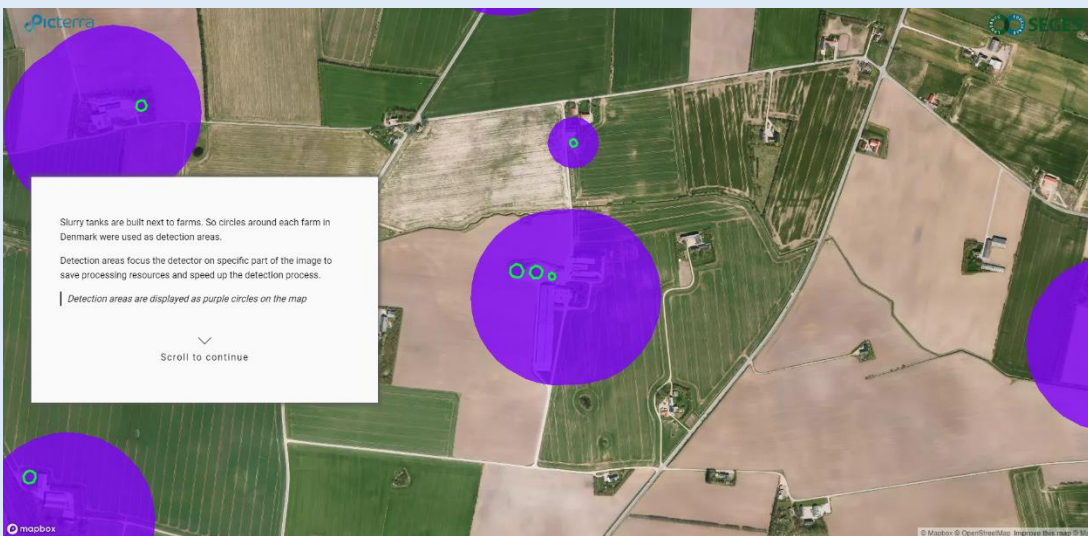 Picterra
SEGES
Slurry tanks are built next to farms. So circles around each farm in
Denmark were used as detection areas.
Detection areas focus the detector on specific part of the image to
save processing resources and speed up the detection process.
Detection areas are displayed as purple circles on the map
Scroll to continue
mapbox
© Mapbox © OpenStreetMap Improve this map